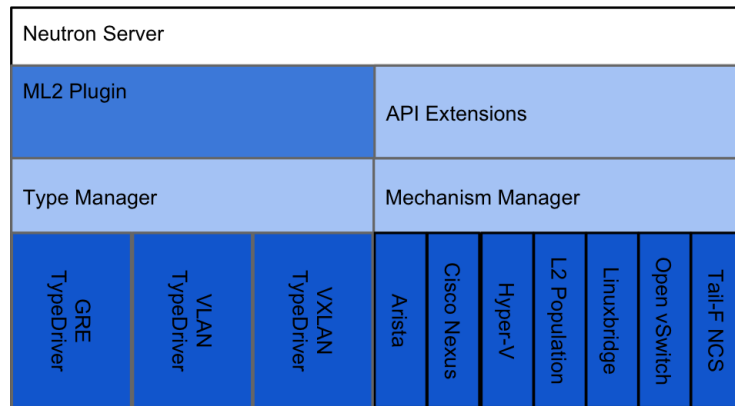 Neutron Server
ML2 Plugin
API Extensions
Type Manager
Mechanism Manager
GRE
TypeDriver
VLAN
TypeDriver
VXLAN
TypeDriver
Arista
Cisco Nexus
Hyper-V
L2 Population
Linuxbridge
Open vSwitch
Tail-F NCS